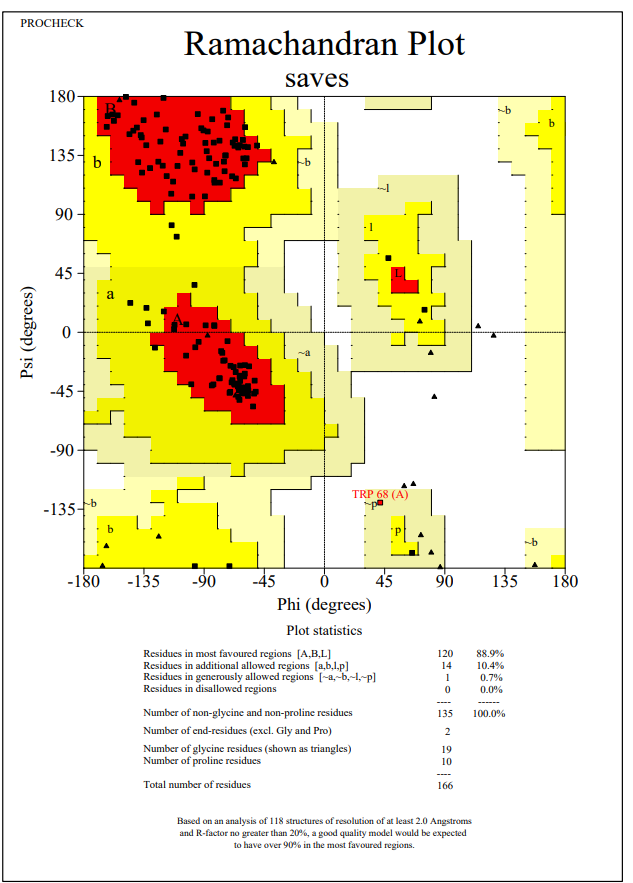 PROCHECK
Ramachandran Plot
saves
B
~b
b
b
~b
~l
l
L
a
A
~a
TRP 68 (A)
~p
~b
b
p
~b
180
135
90
45
0
-45
-90
-135
-180 -135 -90 -45 0 45 90 135 180
Psi (degrees)
Phi (degrees)
Plot statistics
Residues in most favoured regions [A,B,L] 120 88.9%
Residues in additional allowed regions [a,b,l,p] 14 10.4%
Residues in generously allowed regions [~a,~b,~l,~p] 1 0.7%
Residues in disallowed regions 0 0.0%
---- ------
Number of non-glycine and non-proline residues 135 100.0%
Number of end-residues (excl. Gly and Pro) 2
Number of glycine residues (shown as triangles) 19
Number of proline residues 10
----
Total number of residues 166
Based on an analysis of 118 structures of resolution of at least 2.0 Angstroms
and R-factor no greater than 20%, a good quality model would be expected
to have over 90% in the most favoured regions.